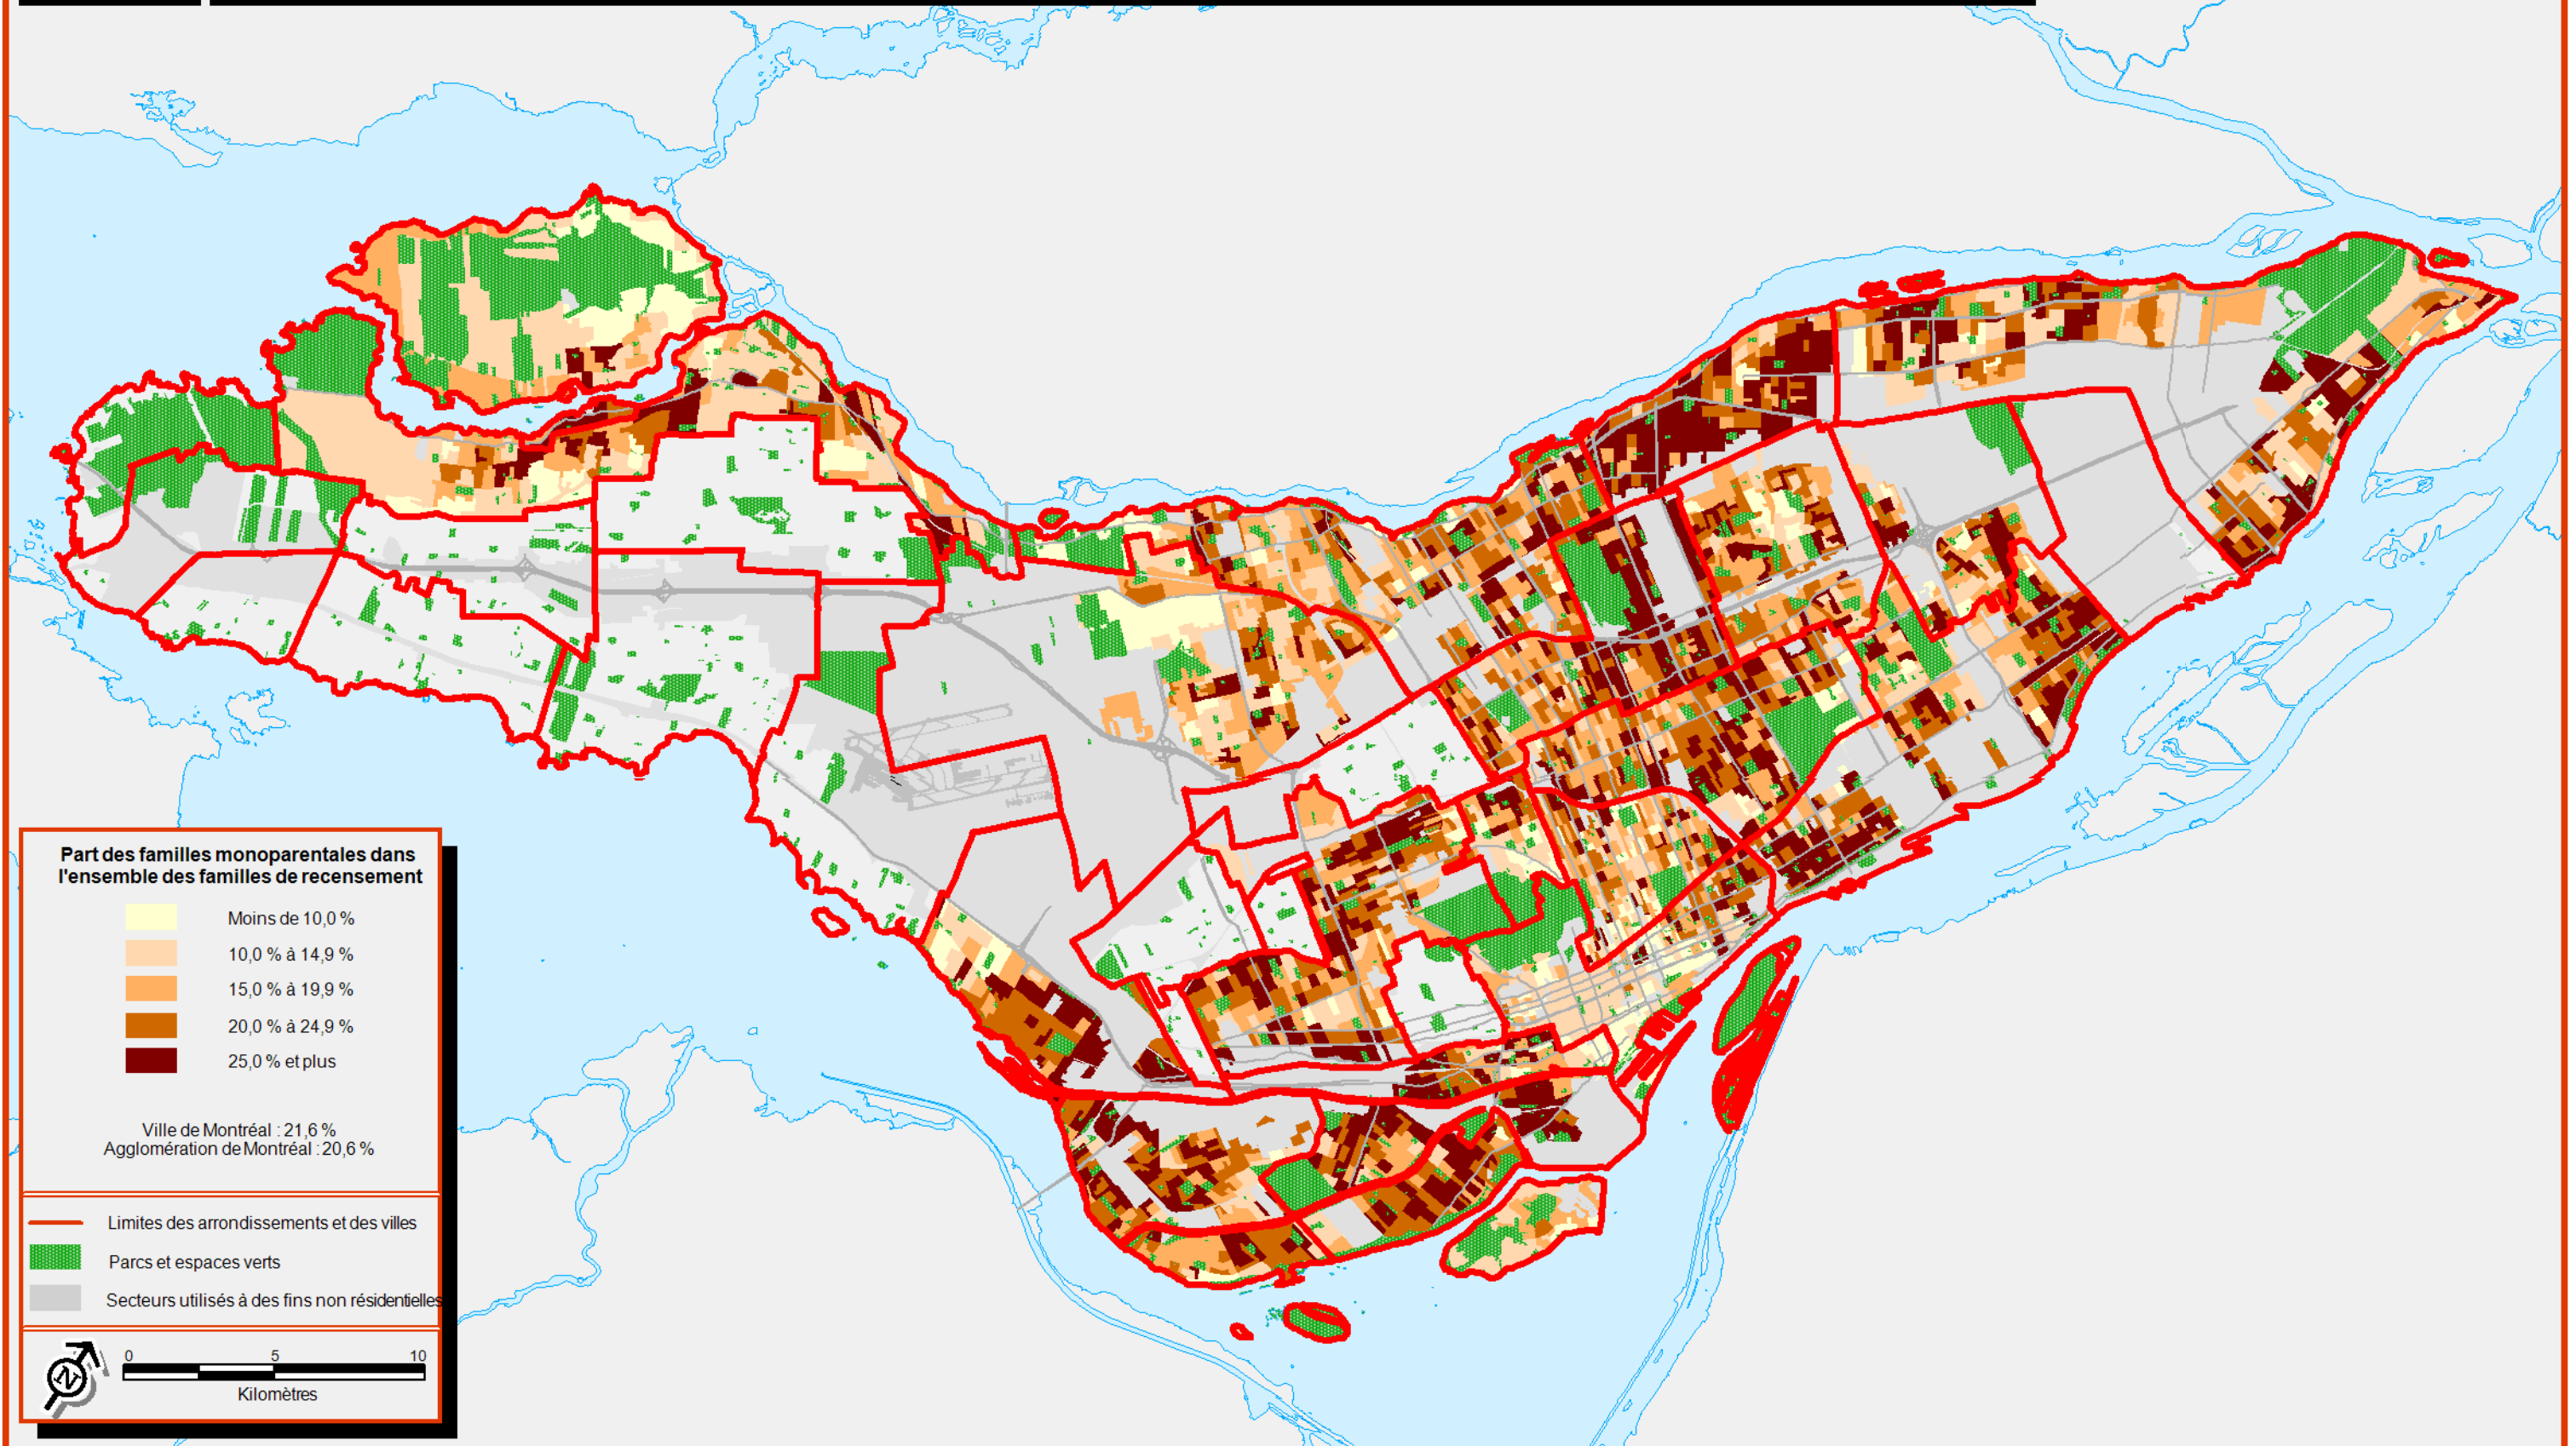 Part des familles monoparentales dans
l'ensemble des familles de recensement
Moins de 10,0 %
10,0 % à 14,9 %
15,0 % à 19,9 %
20,0 % à 24,9 %
25,0 % et plus
Ville de Montréal : 21,6 %
Agglomération de Montréal : 20,6 %
Limites des arrondissements et des villes
Parcs et espaces verts
Secteurs utilisés à des fins non résidentielles
N
0 5 10
Kilomètres